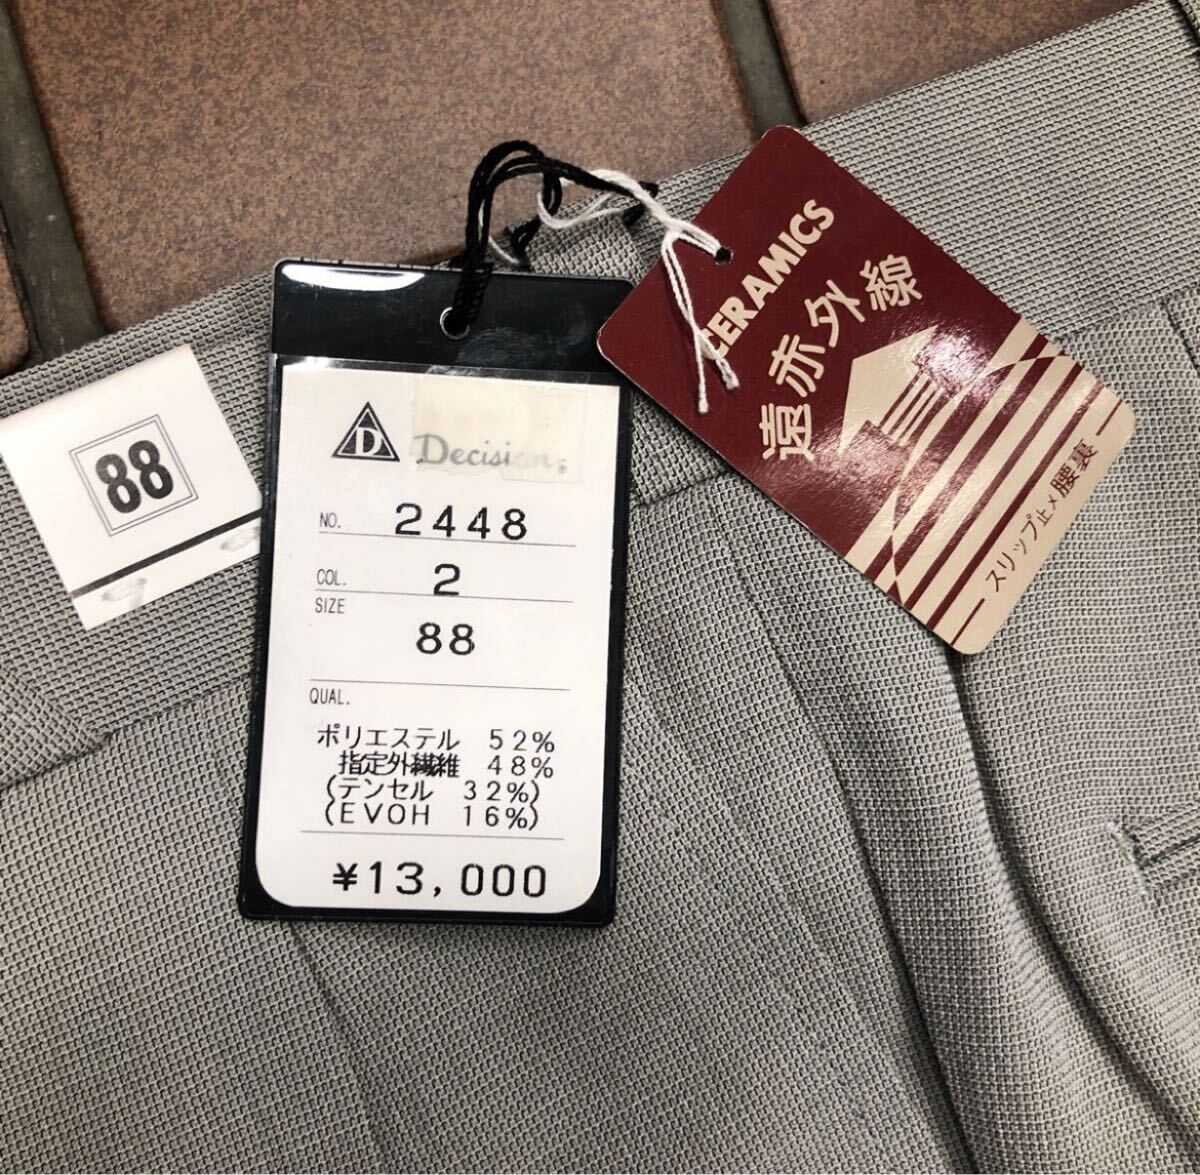 88
D
Decision
NO. 2448
COL. 2
SIZE
88
QUAL.
ポリエステル 52%
指定外繊維 48%
(テンセル 32%)
(EVOH 16%)
¥13,000
CERAMICS
遠赤外線
スリップ止メ腰裏